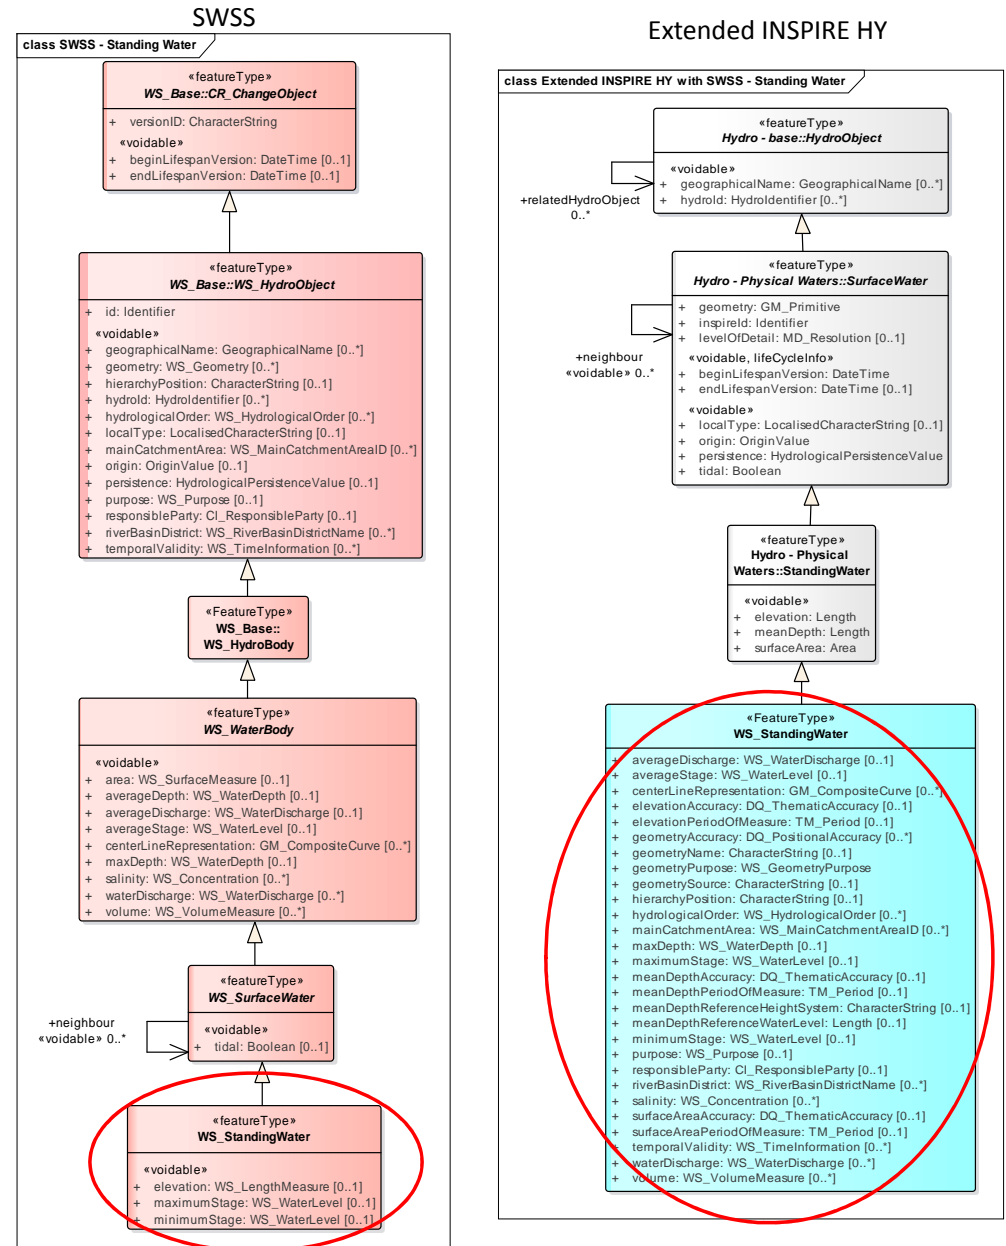 SWSS
class SWSS - Standing Water
«featureType»
WS_Base::CR_ChangeObject
+ versionID: CharacterString
«voidable»
+ beginLifespanVersion: DateTime [0..1]
+ endLifespanVersion: DateTime [0..1]
«featureType»
WS_Base::WS_HydroObject
+ id: Identifier
«voidable»
+ geographicalName: GeographicalName [0..*]
+ geometry: WS_Geometry [0..*]
+ hierarchyPosition: CharacterString [0..1]
+ hydroId: HydroIdentifier [0..*]
+ hydrologicalOrder: WS_HydrologicalOrder [0..*]
+ localType: LocalisedCharacterString [0..1]
+ mainCatchmentArea: WS_MainCatchmentAreaID [0..*]
+ origin: OriginValue [0..1]
+ persistence: HydrologicalPersistenceValue [0..1]
+ purpose: WS_Purpose [0..1]
+ responsibleParty: CI_ResponsibleParty [0..1]
+ riverBasinDistrict: WS_RiverBasinDistrictName [0..*]
+ temporalValidity: WS_TimeInformation [0..*]
«FeatureType»
WS_Base::
WS_HydroBody
«featureType»
WS_WaterBody
«voidable»
+ area: WS_SurfaceMeasure [0..1]
+ averageDepth: WS_WaterDepth [0..1]
+ averageDischarge: WS_WaterDischarge [0..1]
+ averageStage: WS_WaterLevel [0..1]
+ centerLineRepresentation: GM_CompositeCurve [0..*]
+ maxDepth: WS_WaterDepth [0..1]
+ salinity: WS_Concentration [0..*]
+ waterDischarge: WS_WaterDischarge [0..*]
+ volume: WS_VolumeMeasure [0..*]
«featureType»
WS_SurfaceWater
«voidable»
+ tidal: Boolean [0..1]
+neighbour
«voidable» 0..*
«featureType»
WS_StandingWater
«voidable»
+ elevation: WS_LengthMeasure [0..1]
+ maximumStage: WS_WaterLevel [0..1]
+ minimumStage: WS_WaterLevel [0..1]
Extended INSPIRE HY
class Extended INSPIRE HY with SWSS - Standing Water
«featureType»
Hydro - base::HydroObject
«voidable»
+ geographicalName: GeographicalName [0..*]
+ hydroId: HydroIdentifier [0..*]
+relatedHydroObject
0..*
«featureType»
Hydro - Physical Waters::SurfaceWater
+ geometry: GM_Primitive
+ inspireId: Identifier
+ levelOfDetail: MD_Resolution [0..1]
«voidable, lifeCycleInfo»
+ beginLifespanVersion: DateTime
+ endLifespanVersion: DateTime [0..1]
«voidable»
+ localType: LocalisedCharacterString [0..1]
+ origin: OriginValue
+ persistence: HydrologicalPersistenceValue
+ tidal: Boolean
+neighbour
«voidable» 0..*
«featureType»
Hydro - Physical
Waters::StandingWater
«voidable»
+ elevation: Length
+ meanDepth: Length
+ surfaceArea: Area
«FeatureType»
WS_StandingWater
+ averageDischarge: WS_WaterDischarge [0..1]
+ averageStage: WS_WaterLevel [0..1]
+ centerLineRepresentation: GM_CompositeCurve [0..*]
+ elevationAccuracy: DQ_ThematicAccuracy [0..1]
+ elevationPeriodOfMeasure: TM_Period [0..1]
+ geometryAccuracy: DQ_PositionalAccuracy [0..*]
+ geometryName: CharacterString [0..1]
+ geometryPurpose: WS_GeometryPurpose
+ geometrySource: CharacterString [0..1]
+ hierarchyPosition: CharacterString [0..1]
+ hydrologicalOrder: WS_HydrologicalOrder [0..*]
+ mainCatchmentArea: WS_MainCatchmentAreaID [0..*]
+ maxDepth: WS_WaterDepth [0..1]
+ maximumStage: WS_WaterLevel [0..1]
+ meanDepthAccuracy: DQ_ThematicAccuracy [0..1]
+ meanDepthPeriodOfMeasure: TM_Period [0..1]
+ meanDepthReferenceHeightSystem: CharacterString [0..1]
+ meanDepthReferenceWaterLevel: Length [0..1]
+ minimumStage: WS_WaterLevel [0..1]
+ purpose: WS_Purpose [0..1]
+ responsibleParty: CI_ResponsibleParty [0..1]
+ riverBasinDistrict: WS_RiverBasinDistrictName [0..*]
+ salinity: WS_Concentration [0..*]
+ surfaceAreaAccuracy: DQ_ThematicAccuracy [0..1]
+ surfaceAreaPeriodOfMeasure: TM_Period [0..1]
+ temporalValidity: WS_TimeInformation [0..*]
+ waterDischarge: WS_WaterDischarge [0..*]
+ volume: WS_VolumeMeasure [0..*]